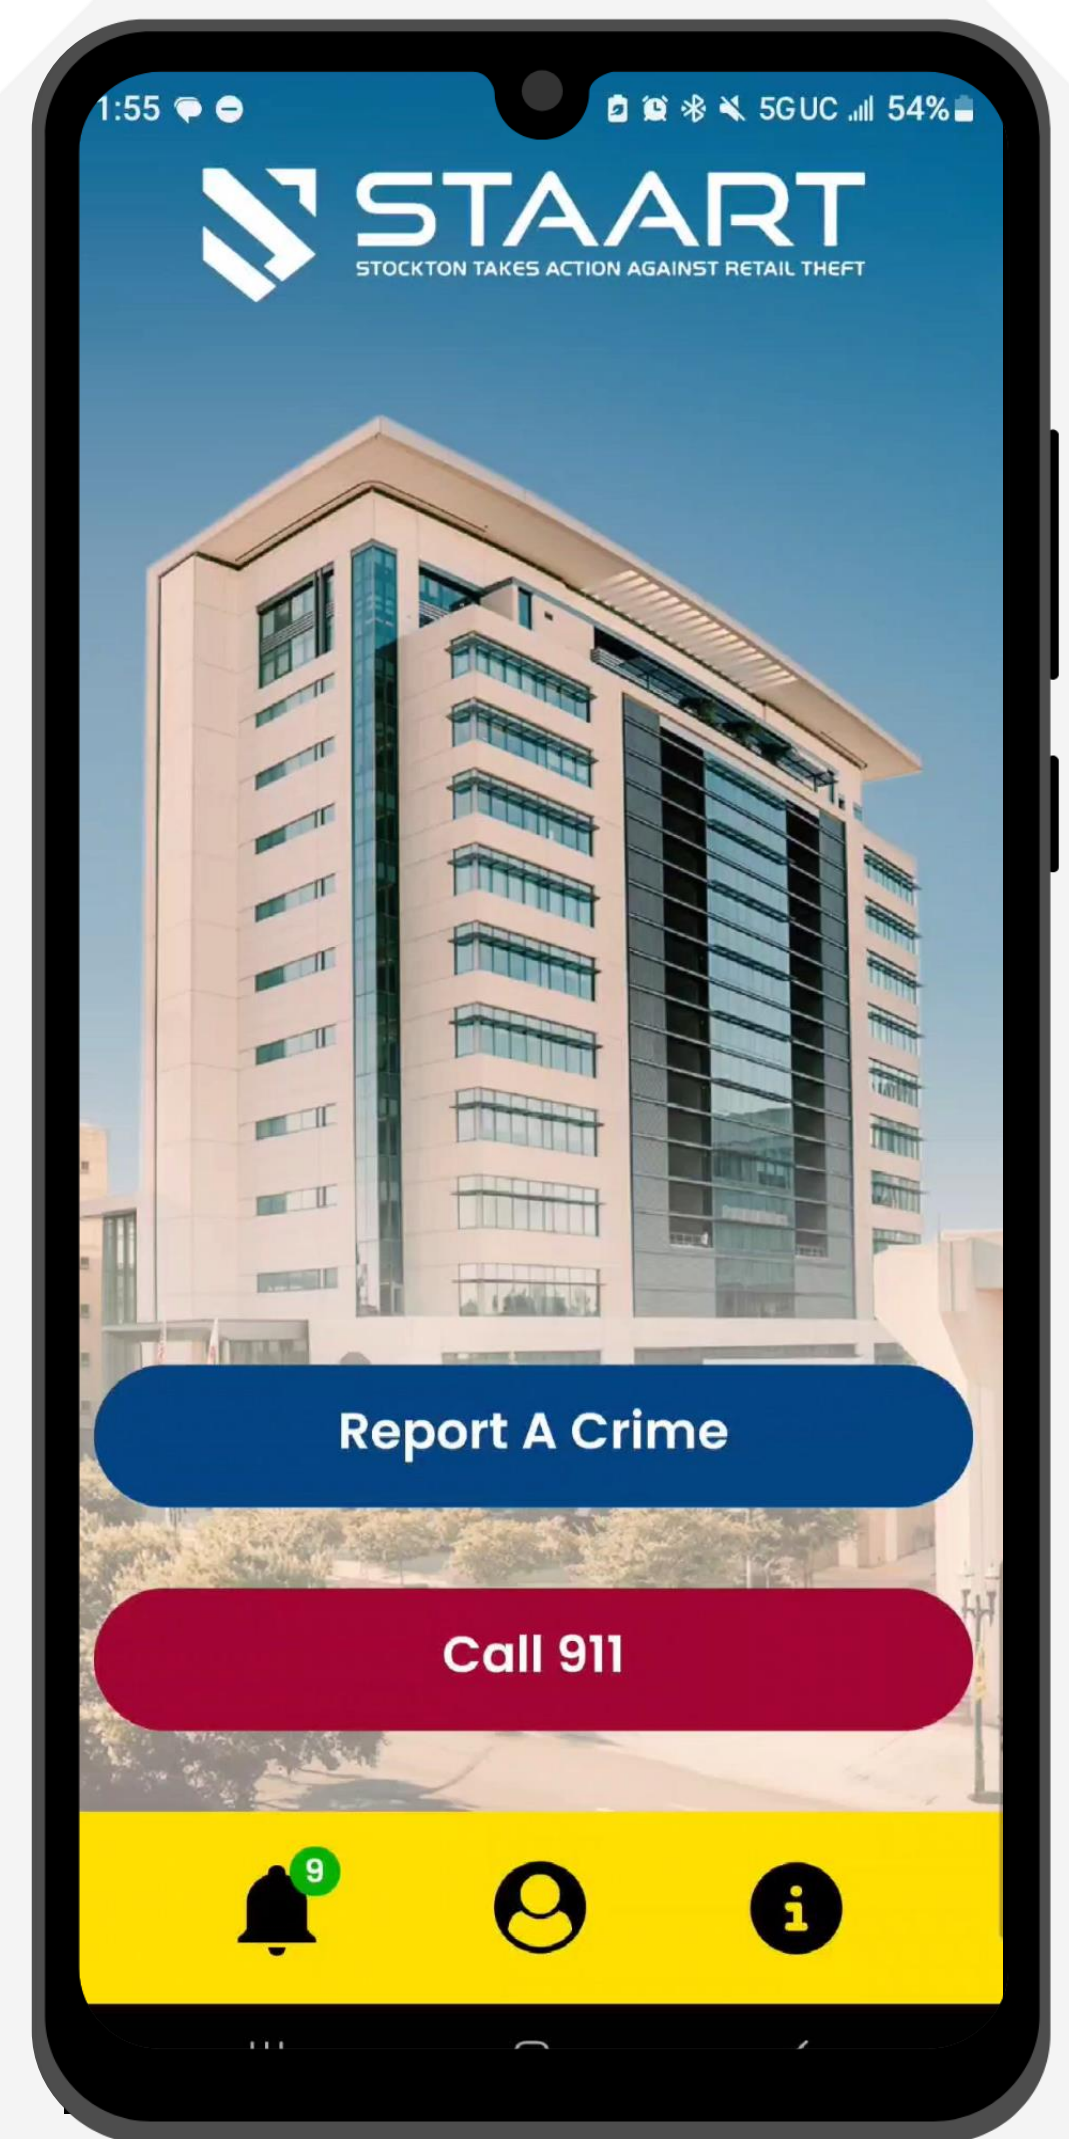 1:55 5GUC 54%
STAART
STOCKTON TAKES ACTION AGAINST RETAIL THEFT
Report A Crime
Call 911
9